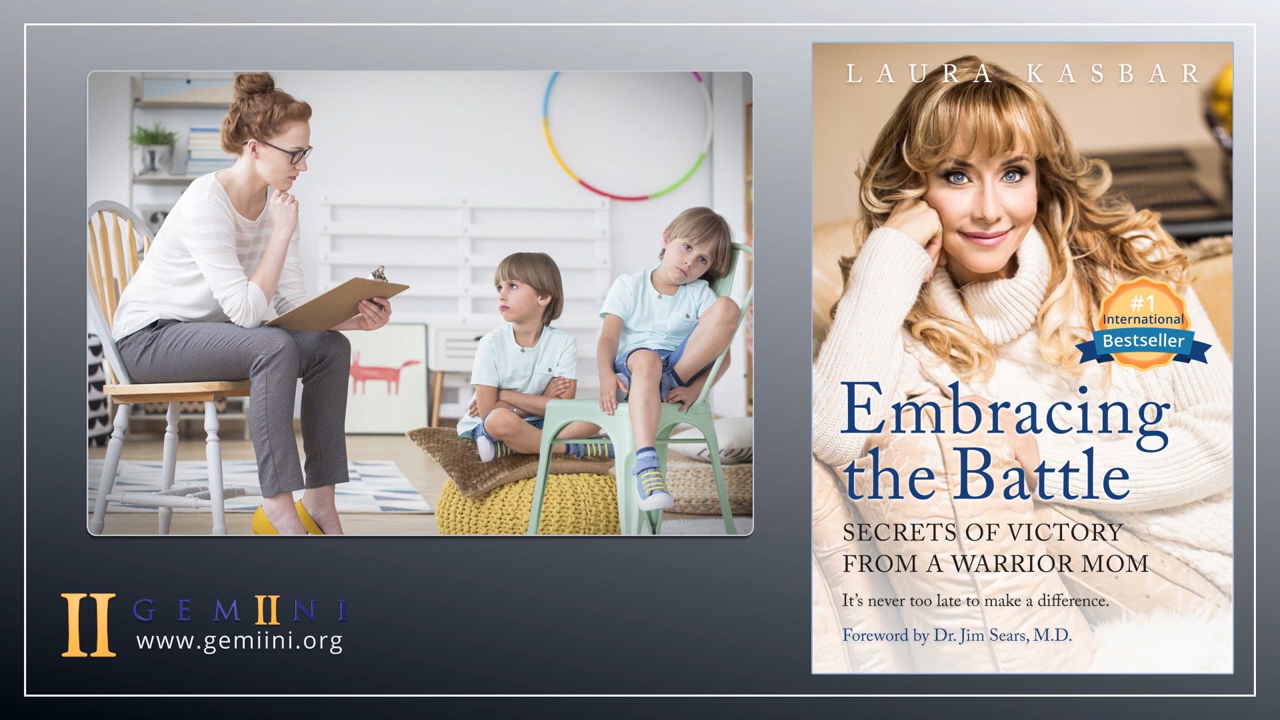 LAURA KASBAR
#1
International
Bestseller
Embracing
the Battle
SECRETS OF VICTORY
FROM A WARRIOR MOM
It's never too late to make a difference.
Foreword by Dr. Jim Sears, M.D.
II GEMIINI
www.gemiini.org